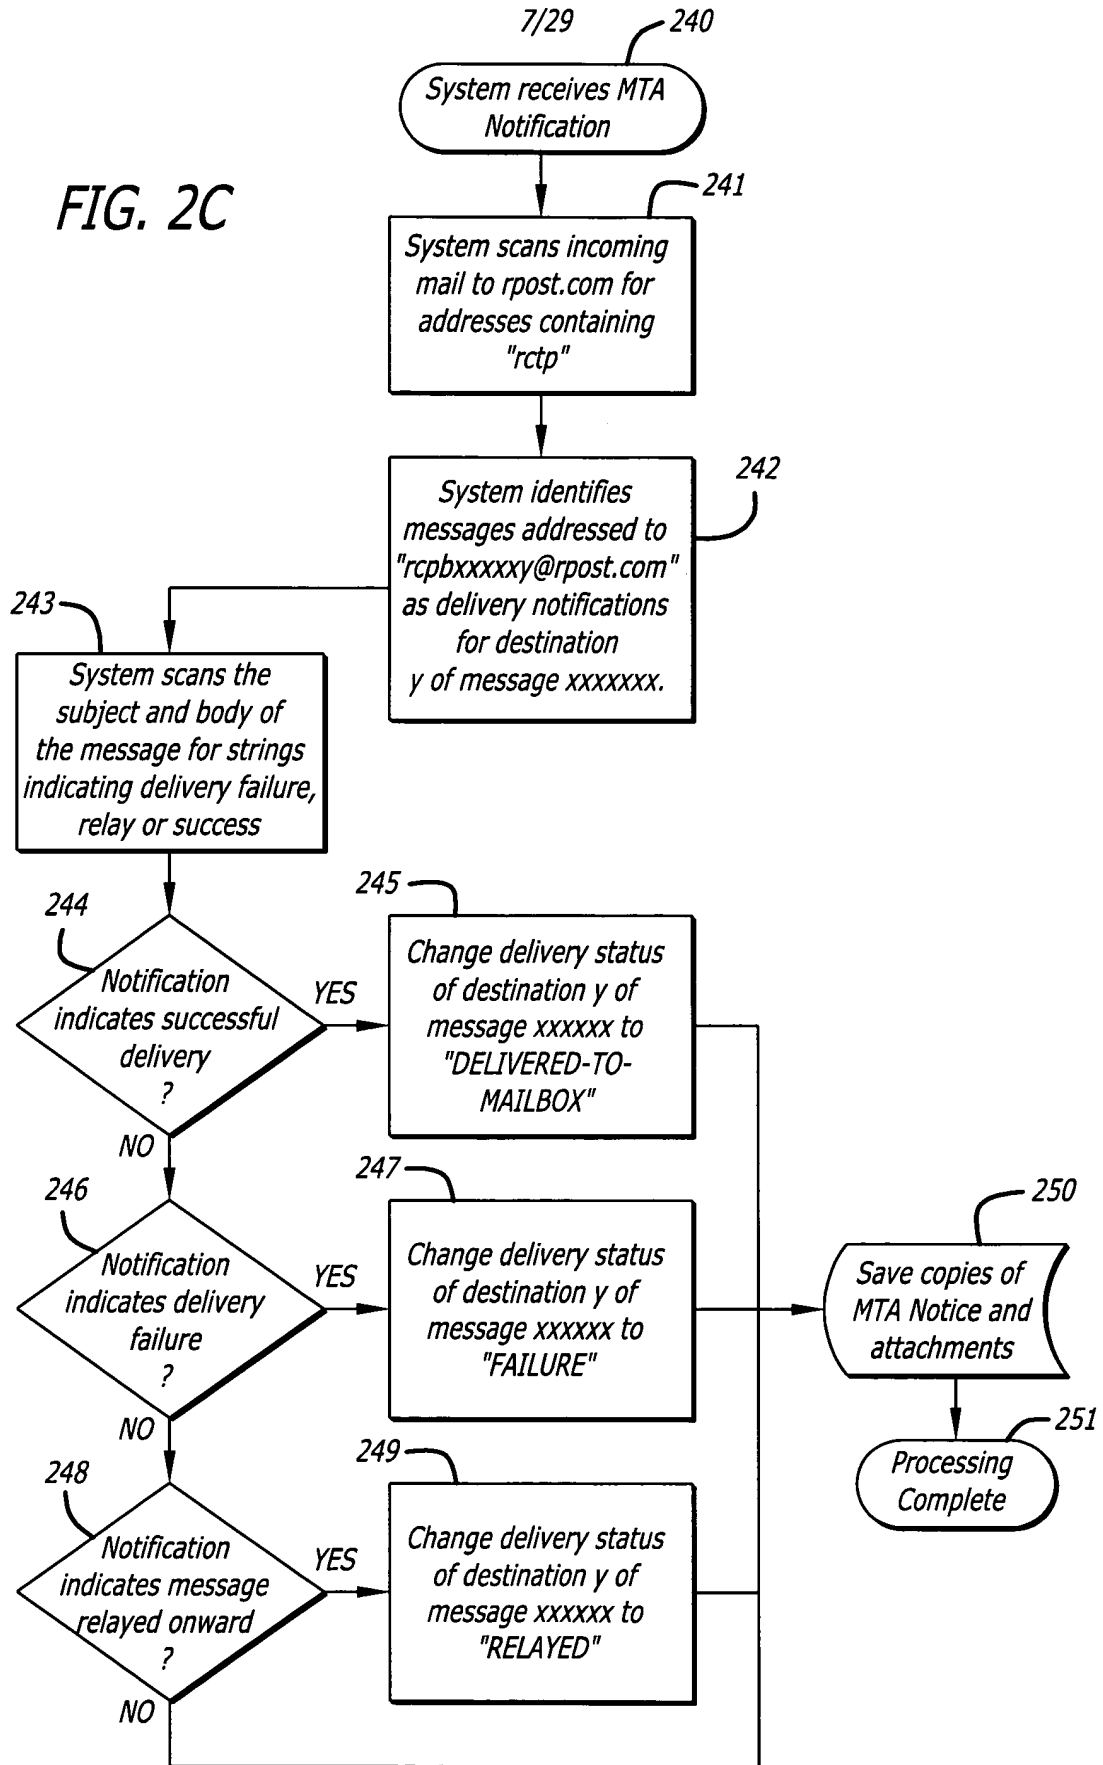 7/29
240
System receives MTA
Notification
FIG. 2C
241
System scans incoming
mail to rpost.com for
addresses containing
"rctp"
242
System identifies
messages addressed to
"rcpbxxxxxy@rpost.com"
as delivery notifications
for destination
y of message xxxxxxx.
243
System scans the
subject and body of
the message for strings
indicating delivery failure,
relay or success
244
Notification
indicates successful
delivery
?
YES
NO
245
Change delivery status
of destination y of
message xxxxxx to
"DELIVERED-TO-
MAILBOX"
246
Notification
indicates delivery
failure
?
YES
NO
247
Change delivery status
of destination y of
message xxxxxx to
"FAILURE"
248
Notification
indicates message
relayed onward
?
YES
NO
249
Change delivery status
of destination y of
message xxxxxx to
"RELAYED"
250
Save copies of
MTA Notice and
attachments
251
Processing
Complete